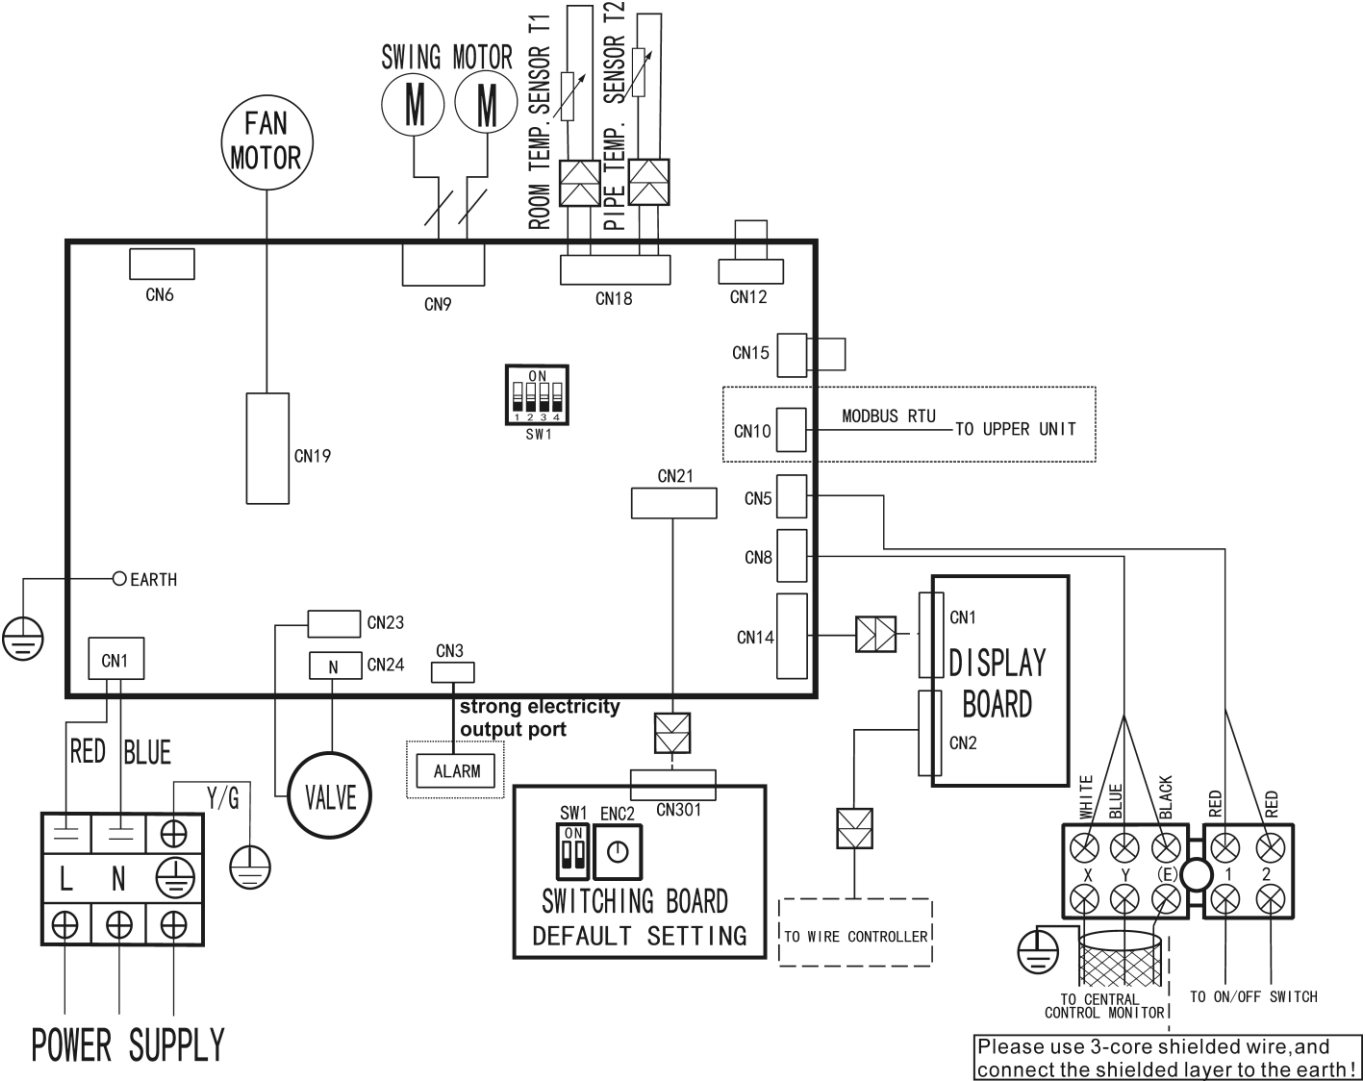 SWING MOTOR
M M
FAN
MOTOR
ROOM TEMP. SENSOR T1
PIPE TEMP. SENSOR T2
CN6
CN9
CN18
CN12
CN15
ON
1 2 3 4
SW1
MODBUS RTU
CN10
TO UPPER UNIT
CN19
CN21
CN5
CN8
EARTH
CN23
CN24
N
CN1
CN3
CN14
CN1
DISPLAY
BOARD
CN2
strong electricity
output port
RED
BLUE
Y/G
VALVE
ALARM
L N
POWER SUPPLY
CN301
SW1
ENC2
ON
SWITCHING BOARD
DEFAULT SETTING
TO WIRE CONTROLLER
WHITE
BLUE
BLACK
RED
RED
X Y (E) 1 2
TO CENTRAL
CONTROL MONITOR
TO ON/OFF SWITCH
Please use 3-core shielded wire,and
connect the shielded layer to the earth!